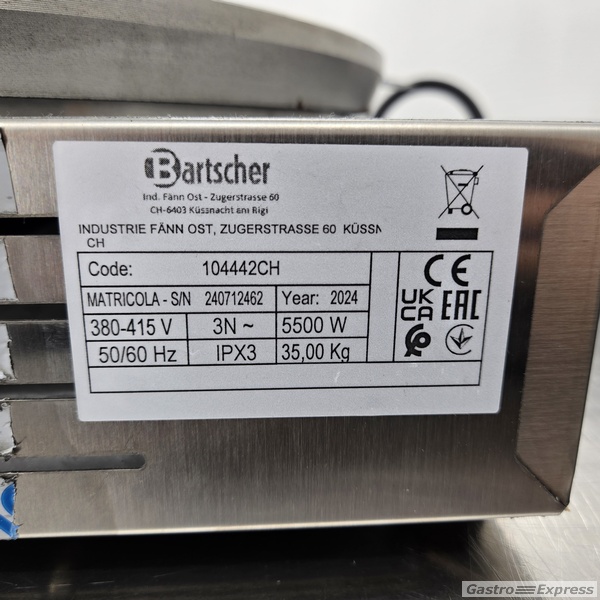 Bartscher
Ind. Fänn Ost - Zugerstrasse 60
CH-6403 Küssnacht am Rigi
INDUSTRIE FÄNN OST, ZUGERSTRASSE 60 KÜSSN
CH
Code: 104442CH
MATRICOLA - S/N 240712462 Year: 2024
380-415 V 3N ~ 5500 W
50/60 Hz IPX3 35,00 Kg
CE
UK CA EAC
Gastro Express